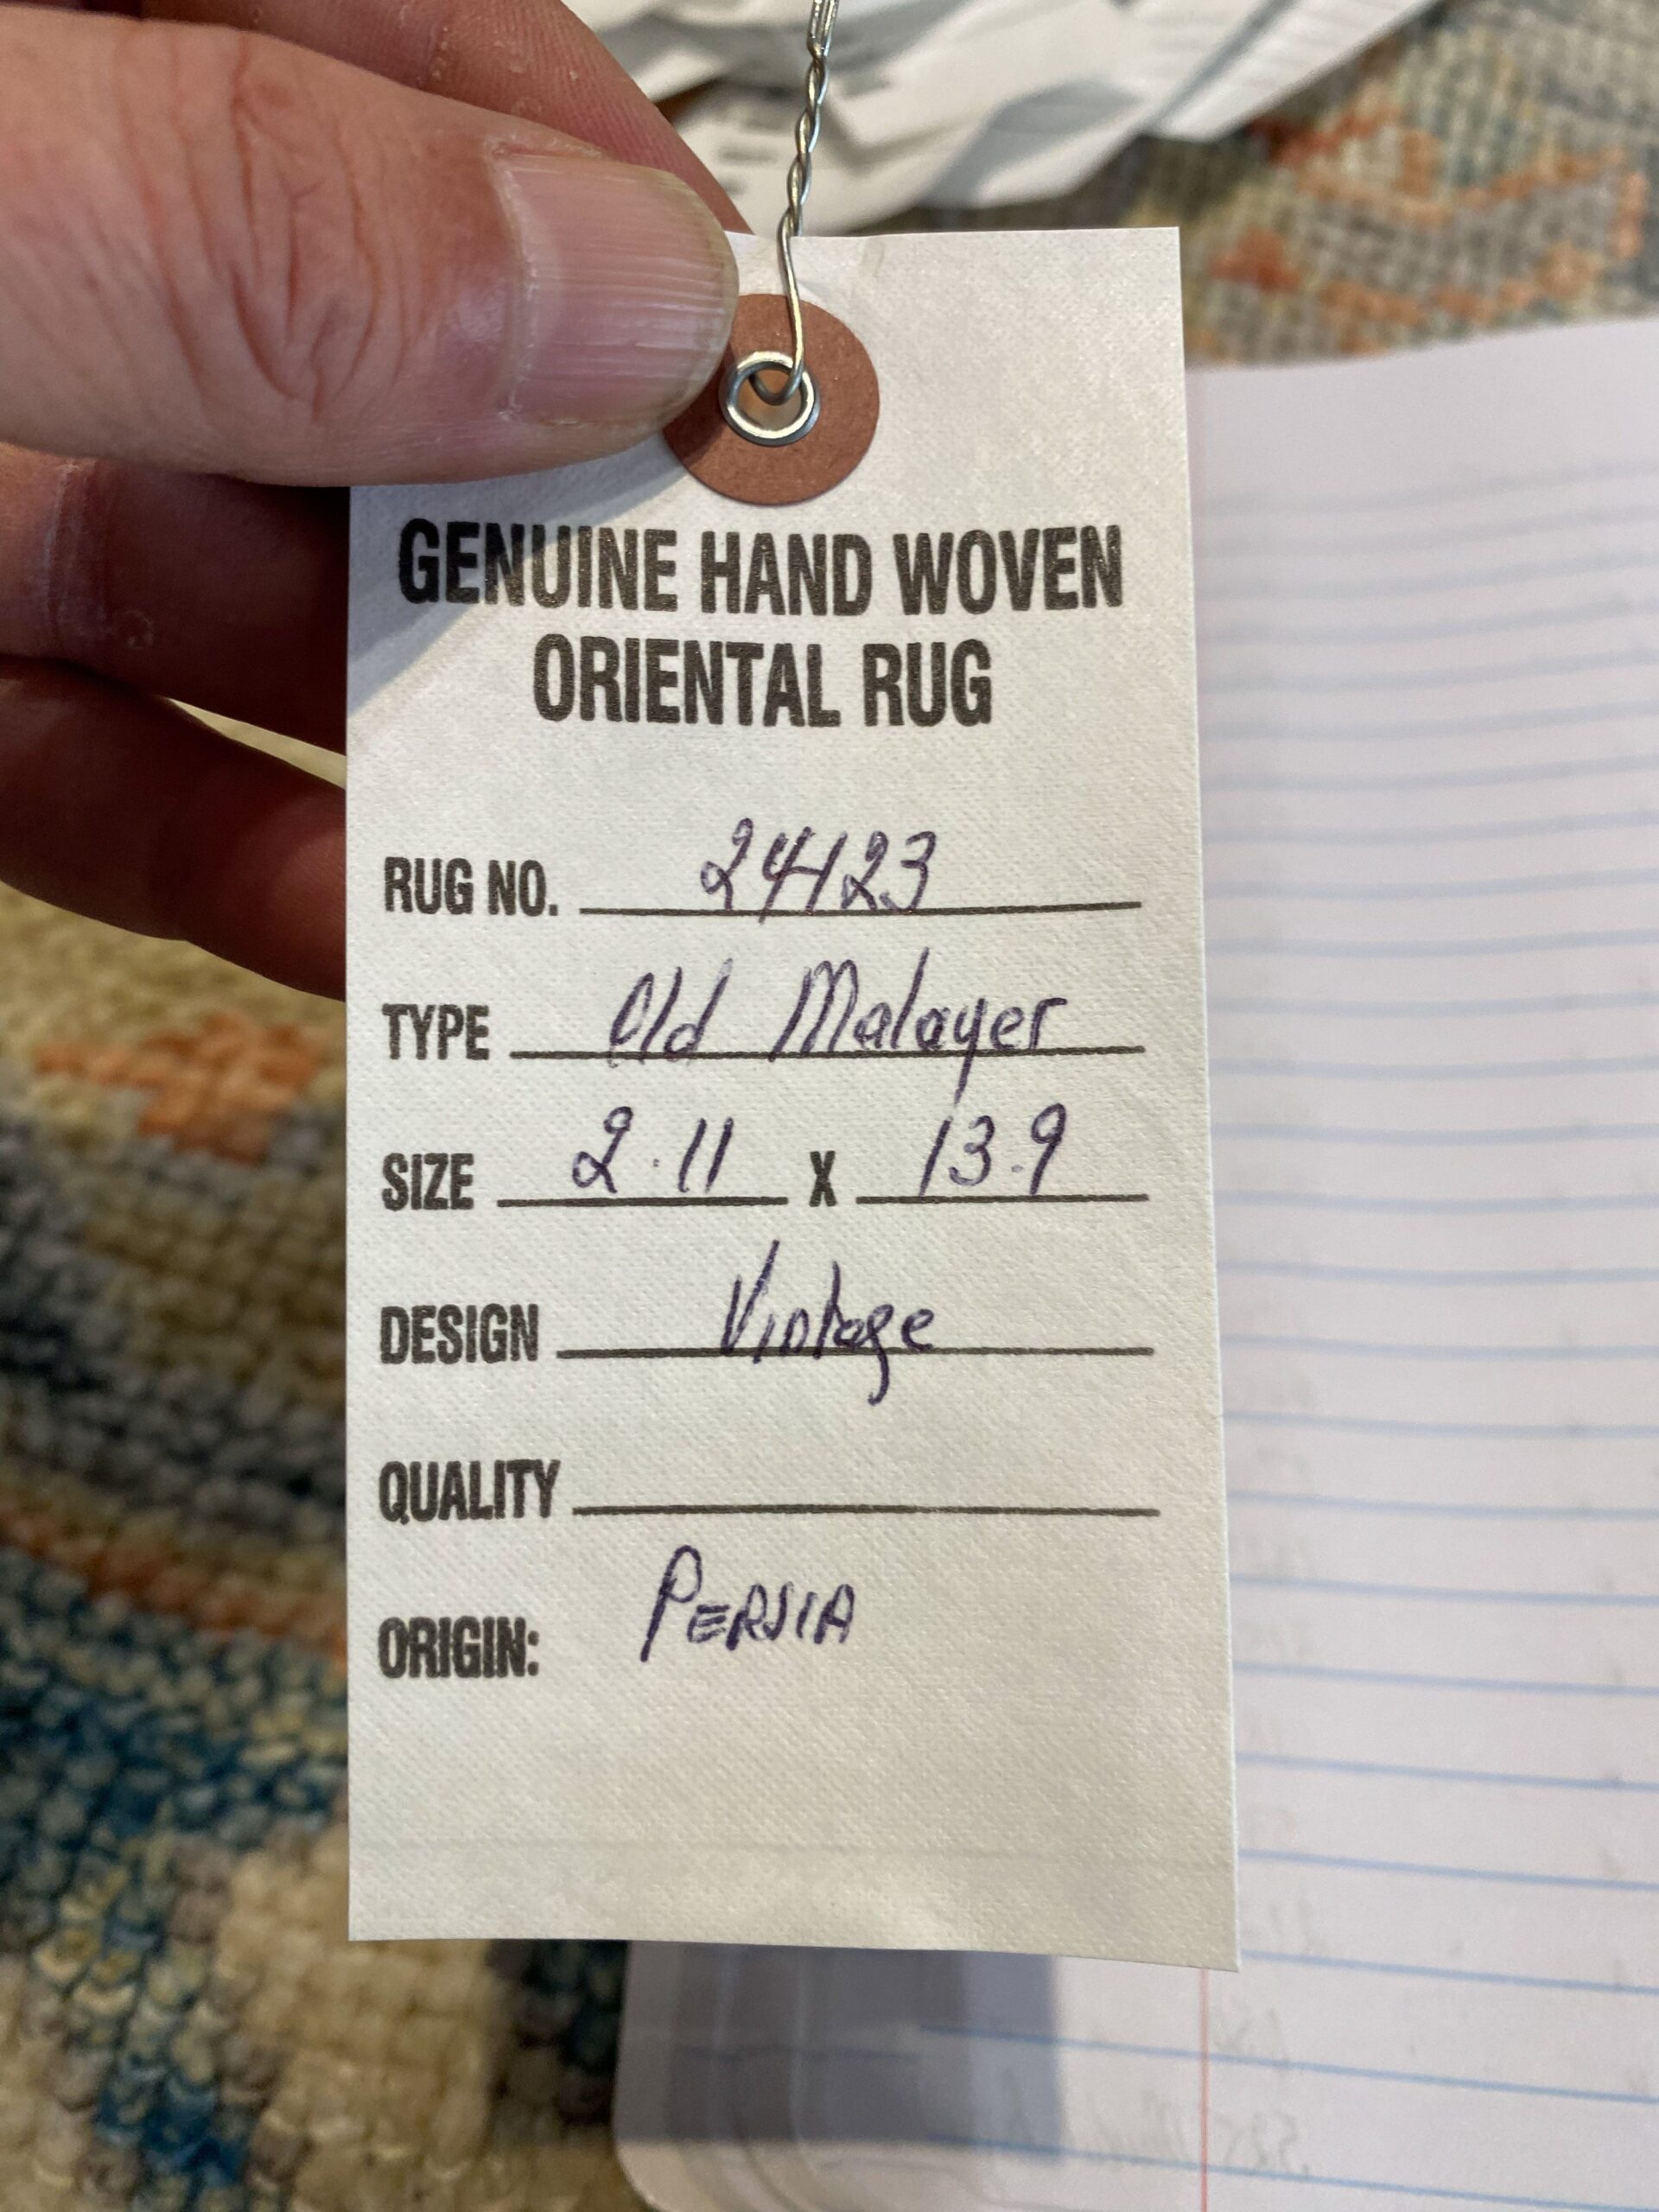 GENUINE HAND WOVEN
ORIENTAL RUG
RUG NO. 24123
TYPE Old Malayer
SIZE 2.11 X 13.9
DESIGN Vintage
QUALITY
ORIGIN: PERSIA